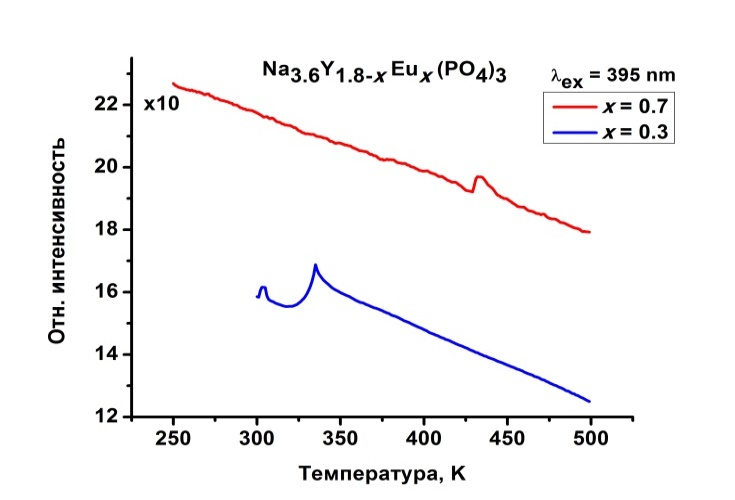 Na3.6Y1.8-xEux(PO4)3
λex = 395 nm
x = 0.7
x = 0.3
x10
Отн. интенсивность
22
20
18
16
14
12
250 300 350 400 450 500
Температура, К